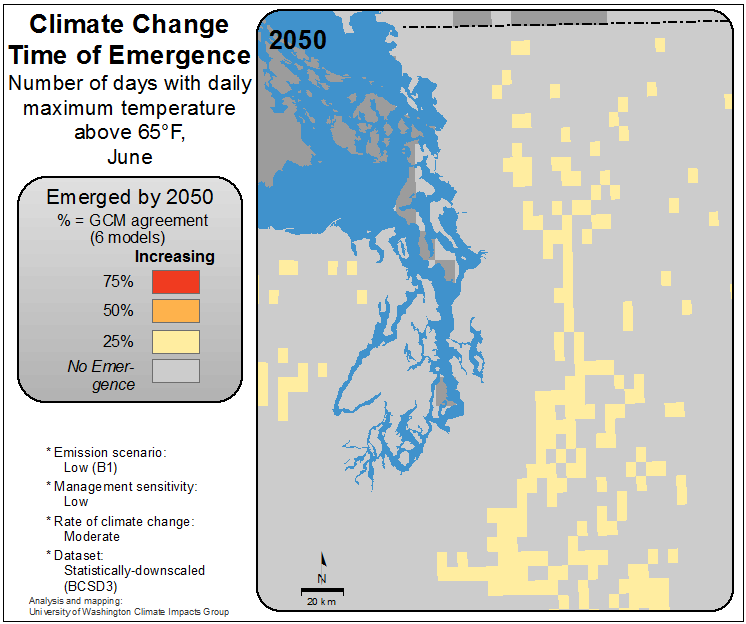 Climate Change
Time of Emergence
Number of days with daily
maximum temperature
above 65°F,
June
Emerged by 2050
% = GCM agreement
(6 models)
Increasing
75%
50%
25%
No Emer-
gence
* Emission scenario:
Low (B1)
* Management sensitivity:
Low
* Rate of climate change:
Moderate
* Dataset:
Statistically-downscaled
(BCSD3)
Analysis and mapping:
University of Washington Climate Impacts Group
2050
N
20 km